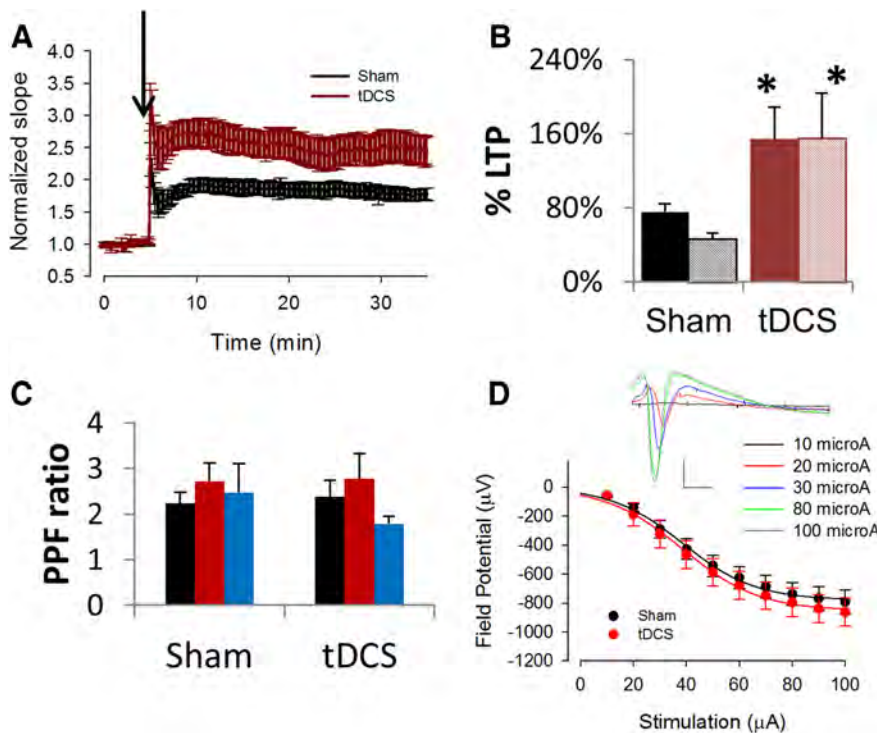 A
Normalized slope
4.0
3.5
3.0
2.5
2.0
1.5
1.0
0.5
Sham
tDCS
0 10 20 30
Time (min)
B
% LTP
240%
160%
80%
0%
* *
Sham tDCS
C
PPF ratio
4
3
2
1
0
Sham tDCS
D
10 microA
20 microA
30 microA
80 microA
100 microA
Field Potential (μV)
0
-200
-400
-600
-800
-1000
-1200
Sham
tDCS
0 20 40 60 80 100
Stimulation (μA)